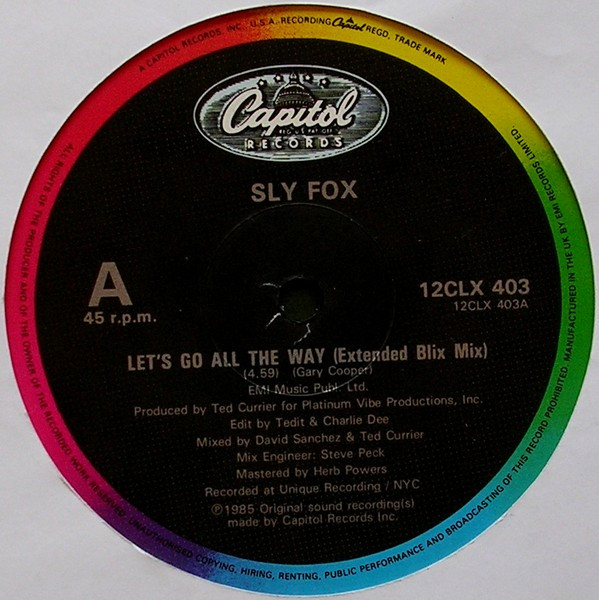 A CAPITOL RECORDS, INC., U.S.A. RECORDING Capitol REGD. TRADE MARK
Capitol
REG. U.S. PAT. OFF.
RECORDS
SLY FOX
A
45 r.p.m.
12CLX 403
12CLX 403A
LET'S GO ALL THE WAY (Extended Blix Mix)
(4.59) (Gary Cooper)
EMI Music Publ. Ltd.
Produced by Ted Currier for Platinum Vibe Productions, Inc.
Edit by Tedit & Charlie Dee
Mixed by David Sanchez & Ted Currier
Mix Engineer: Steve Peck
Mastered by Herb Powers
Recorded at Unique Recording / NYC
℗1985 Original sound recording(s)
made by Capitol Records Inc.
ALL RIGHTS OF THE PRODUCER AND OF THE OWNER OF THE RECORDED WORK RESERVED. UNAUTHORISED COPYING, HIRING, RENTING, PUBLIC PERFORMANCE AND BROADCASTING OF THIS RECORD PROHIBITED. MANUFACTURED IN THE UK BY EMI RECORDS LIMITED.